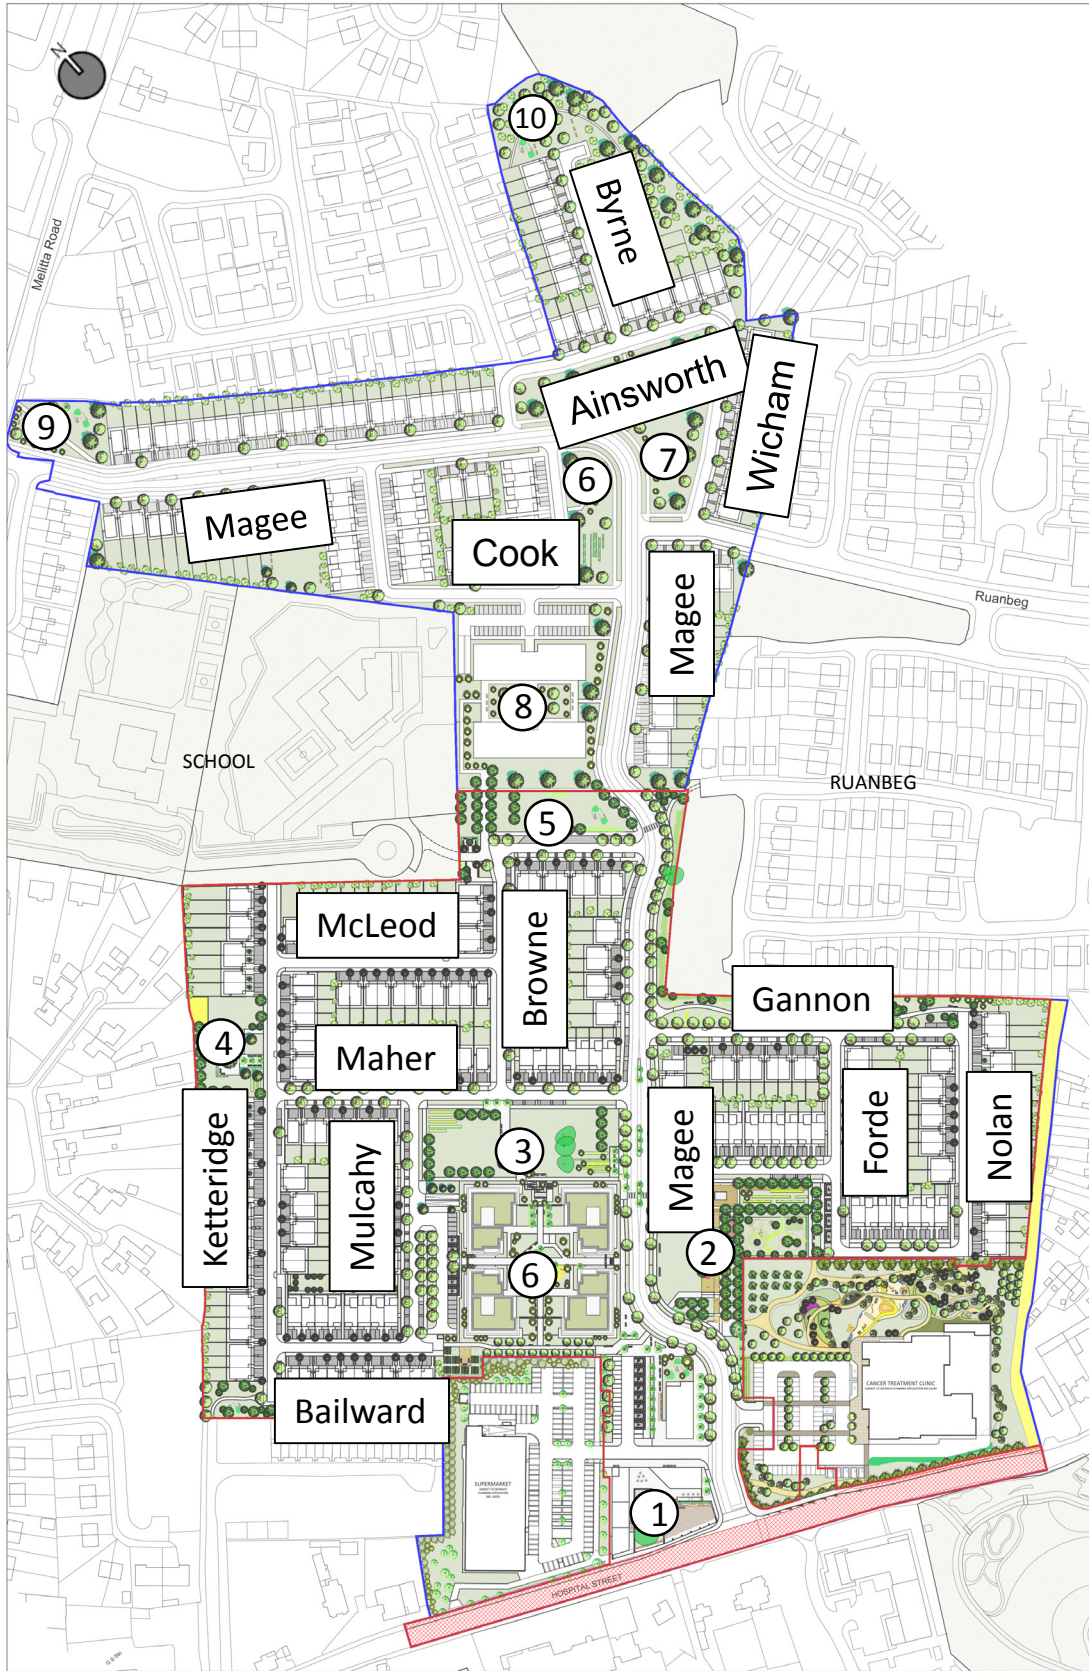 N
10
Byrne
Melitta Road
Ainsworth
Wicham
9
7
6
Magee
Cook
Ruanbeg
Magee
8
SCHOOL
RUANBEG
5
McLeod
Browne
Gannon
4
Maher
Forde
Nolan
Ketteridge
Mulcahy
3
Magee
2
6
CANCER TREATMENT CLINIC
Bailward
SUPERMARKET
1
HOSPITAL STREET